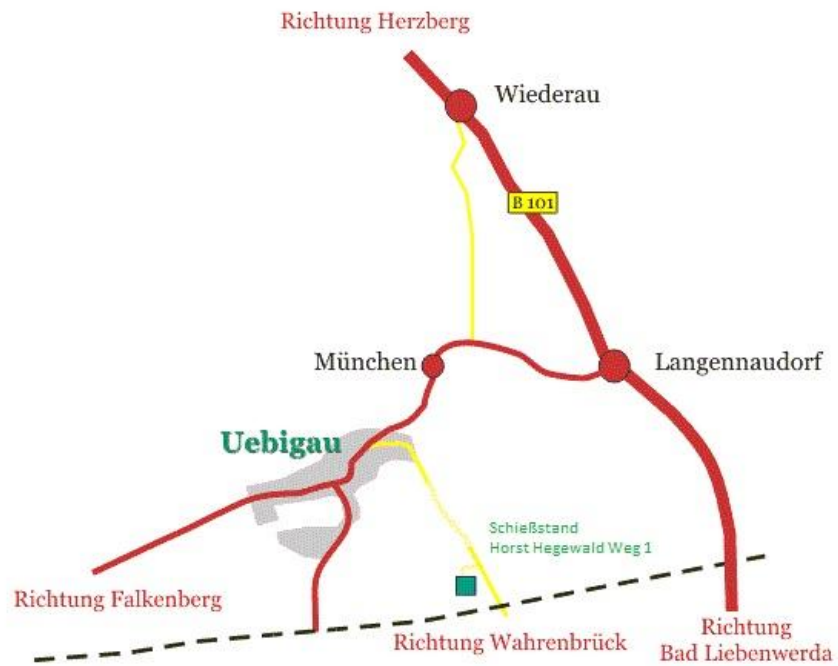 Richtung Herzberg
Wiederau
B 101
München
Langennaudorf
Uebigau
Schießstand
Horst Hegewald Weg 1
Richtung Falkenberg
Richtung Wahrenbrück
Richtung
Bad Liebenwerda